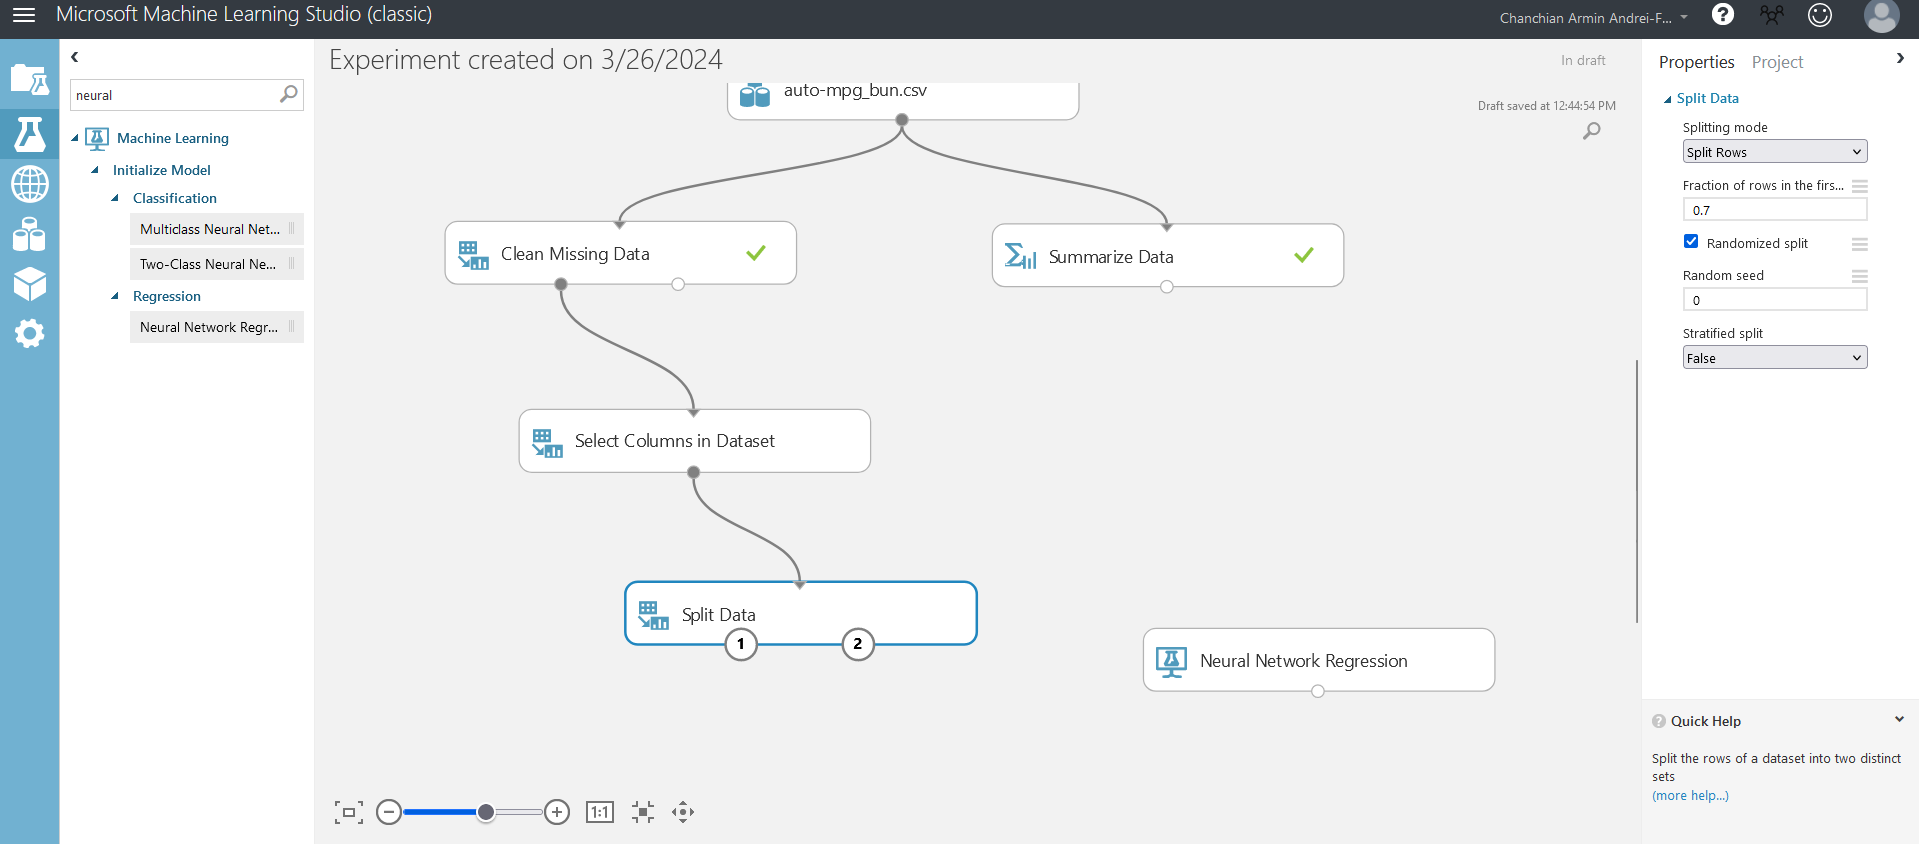 Microsoft Machine Learning Studio (classic)
Chanchian Armin Andrei-F...
?
neural
Machine Learning
Initialize Model
Classification
Multiclass Neural Net...
Two-Class Neural Ne...
Regression
Neural Network Regr...
Experiment created on 3/26/2024
In draft
Draft saved at 12:44:54 PM
auto-mpg_bun.csv
Clean Missing Data
Summarize Data
Select Columns in Dataset
Split Data
1
2
Neural Network Regression
1:1
Properties
Project
Split Data
Splitting mode
Split Rows
Fraction of rows in the firs...
0.7
Randomized split
Random seed
0
Stratified split
False
? Quick Help
Split the rows of a dataset into two distinct
sets
(more help...)